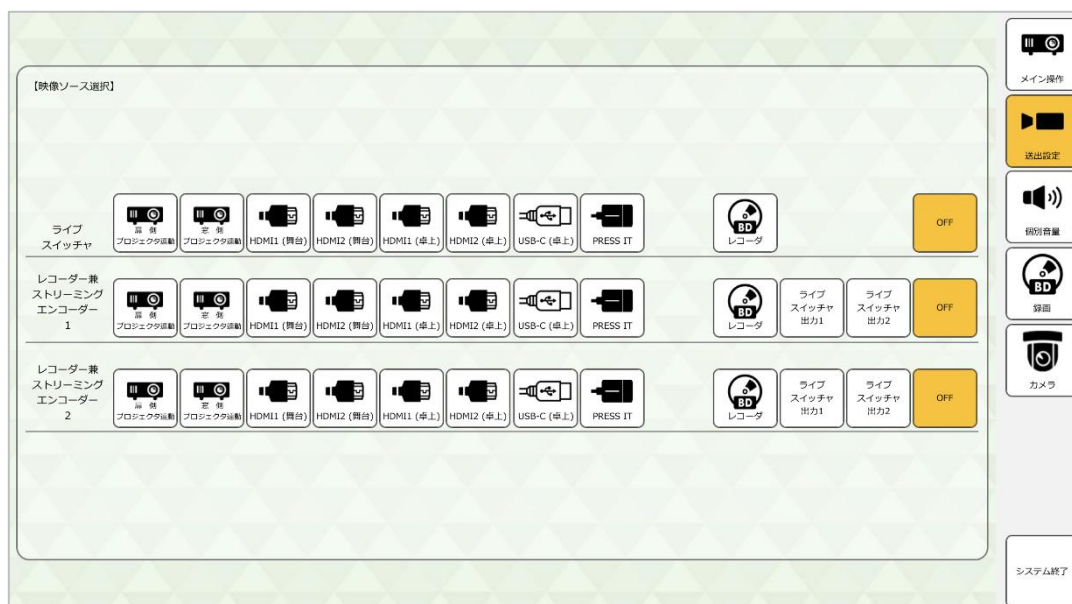 【映像ソース選択】
ライブ
スイッチャ
扉 側
プロジェクタ連動
窓 側
プロジェクタ連動
HDMI1 (舞台)
HDMI2 (舞台)
HDMI1 (卓上)
HDMI2 (卓上)
USB-C (卓上)
PRESS IT
BD
レコーダ
OFF
レコーダー兼
ストリーミング
エンコーダー
1
扉 側
プロジェクタ連動
窓 側
プロジェクタ連動
HDMI1 (舞台)
HDMI2 (舞台)
HDMI1 (卓上)
HDMI2 (卓上)
USB-C (卓上)
PRESS IT
BD
レコーダ
ライブ
スイッチャ
出力1
ライブ
スイッチャ
出力2
OFF
レコーダー兼
ストリーミング
エンコーダー
2
扉 側
プロジェクタ連動
窓 側
プロジェクタ連動
HDMI1 (舞台)
HDMI2 (舞台)
HDMI1 (卓上)
HDMI2 (卓上)
USB-C (卓上)
PRESS IT
BD
レコーダ
ライブ
スイッチャ
出力1
ライブ
スイッチャ
出力2
OFF
メイン操作
送出設定
個別音量
BD
録画
カメラ
システム終了